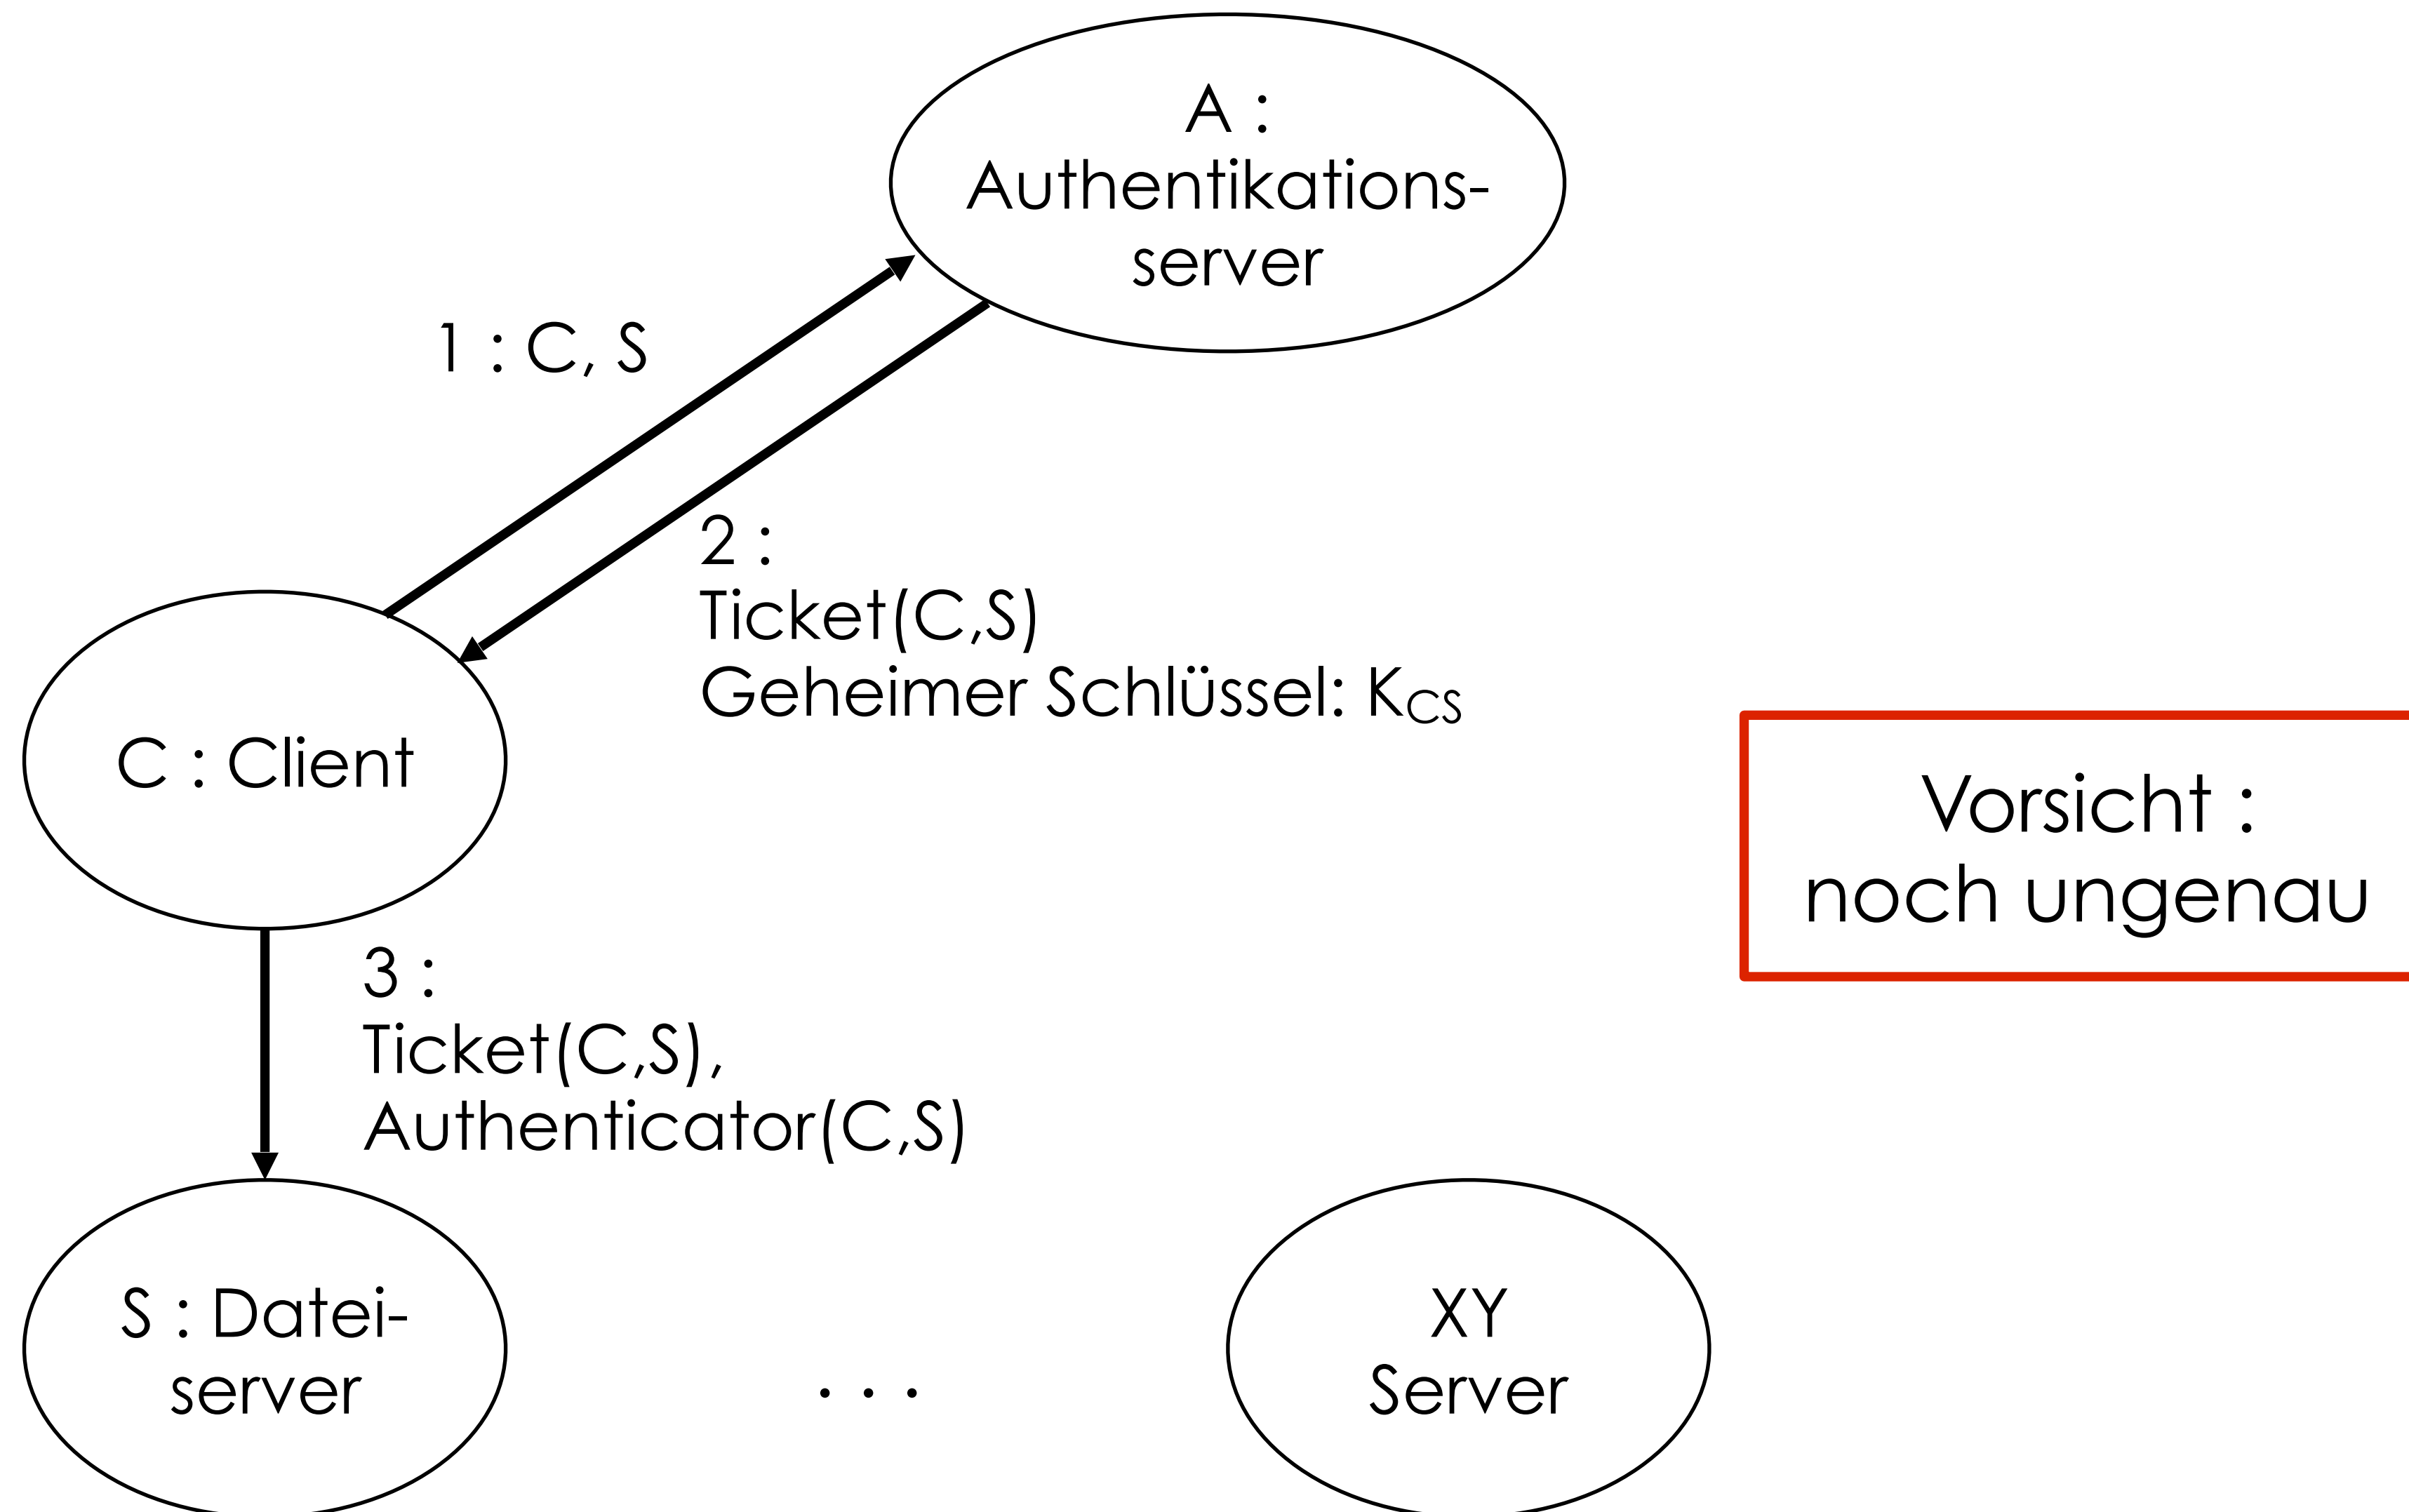 A :
Authentikations-
server
1 : C, S
2 :
Ticket(C,S)
Geheimer Schlüssel: KCS
C : Client
Vorsicht :
noch ungenau
3 :
Ticket(C,S),
Authenticator(C,S)
S : Datei-
server
. . .
XY
Server